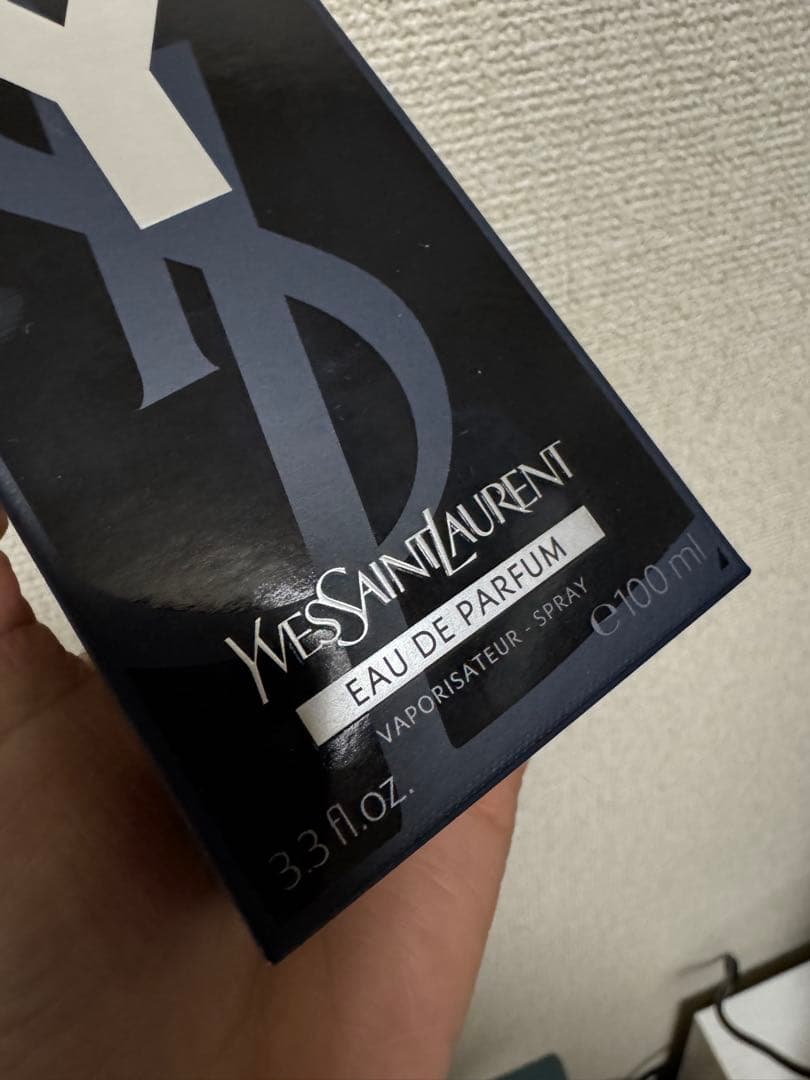 Y
YVESSAINTLAURENT
EAU DE PARFUM
VAPORISATEUR - SPRAY
3.3 fl.oz. ℮100 ml